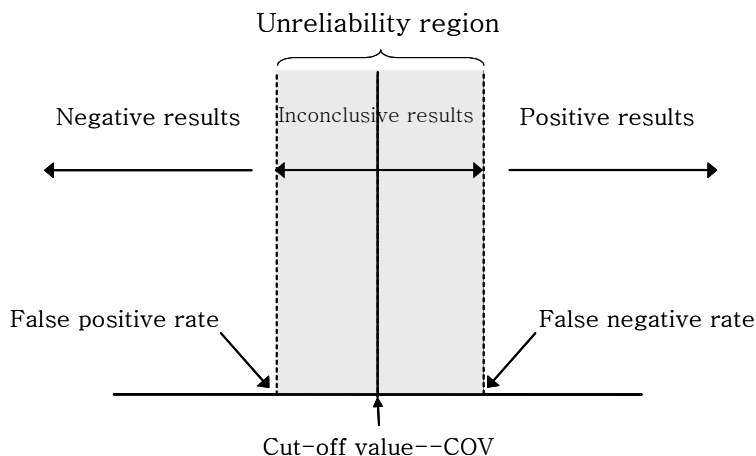 Unreliability region
Negative results
Inconclusive results
Positive results
False positive rate
False negative rate
Cut-off value--COV